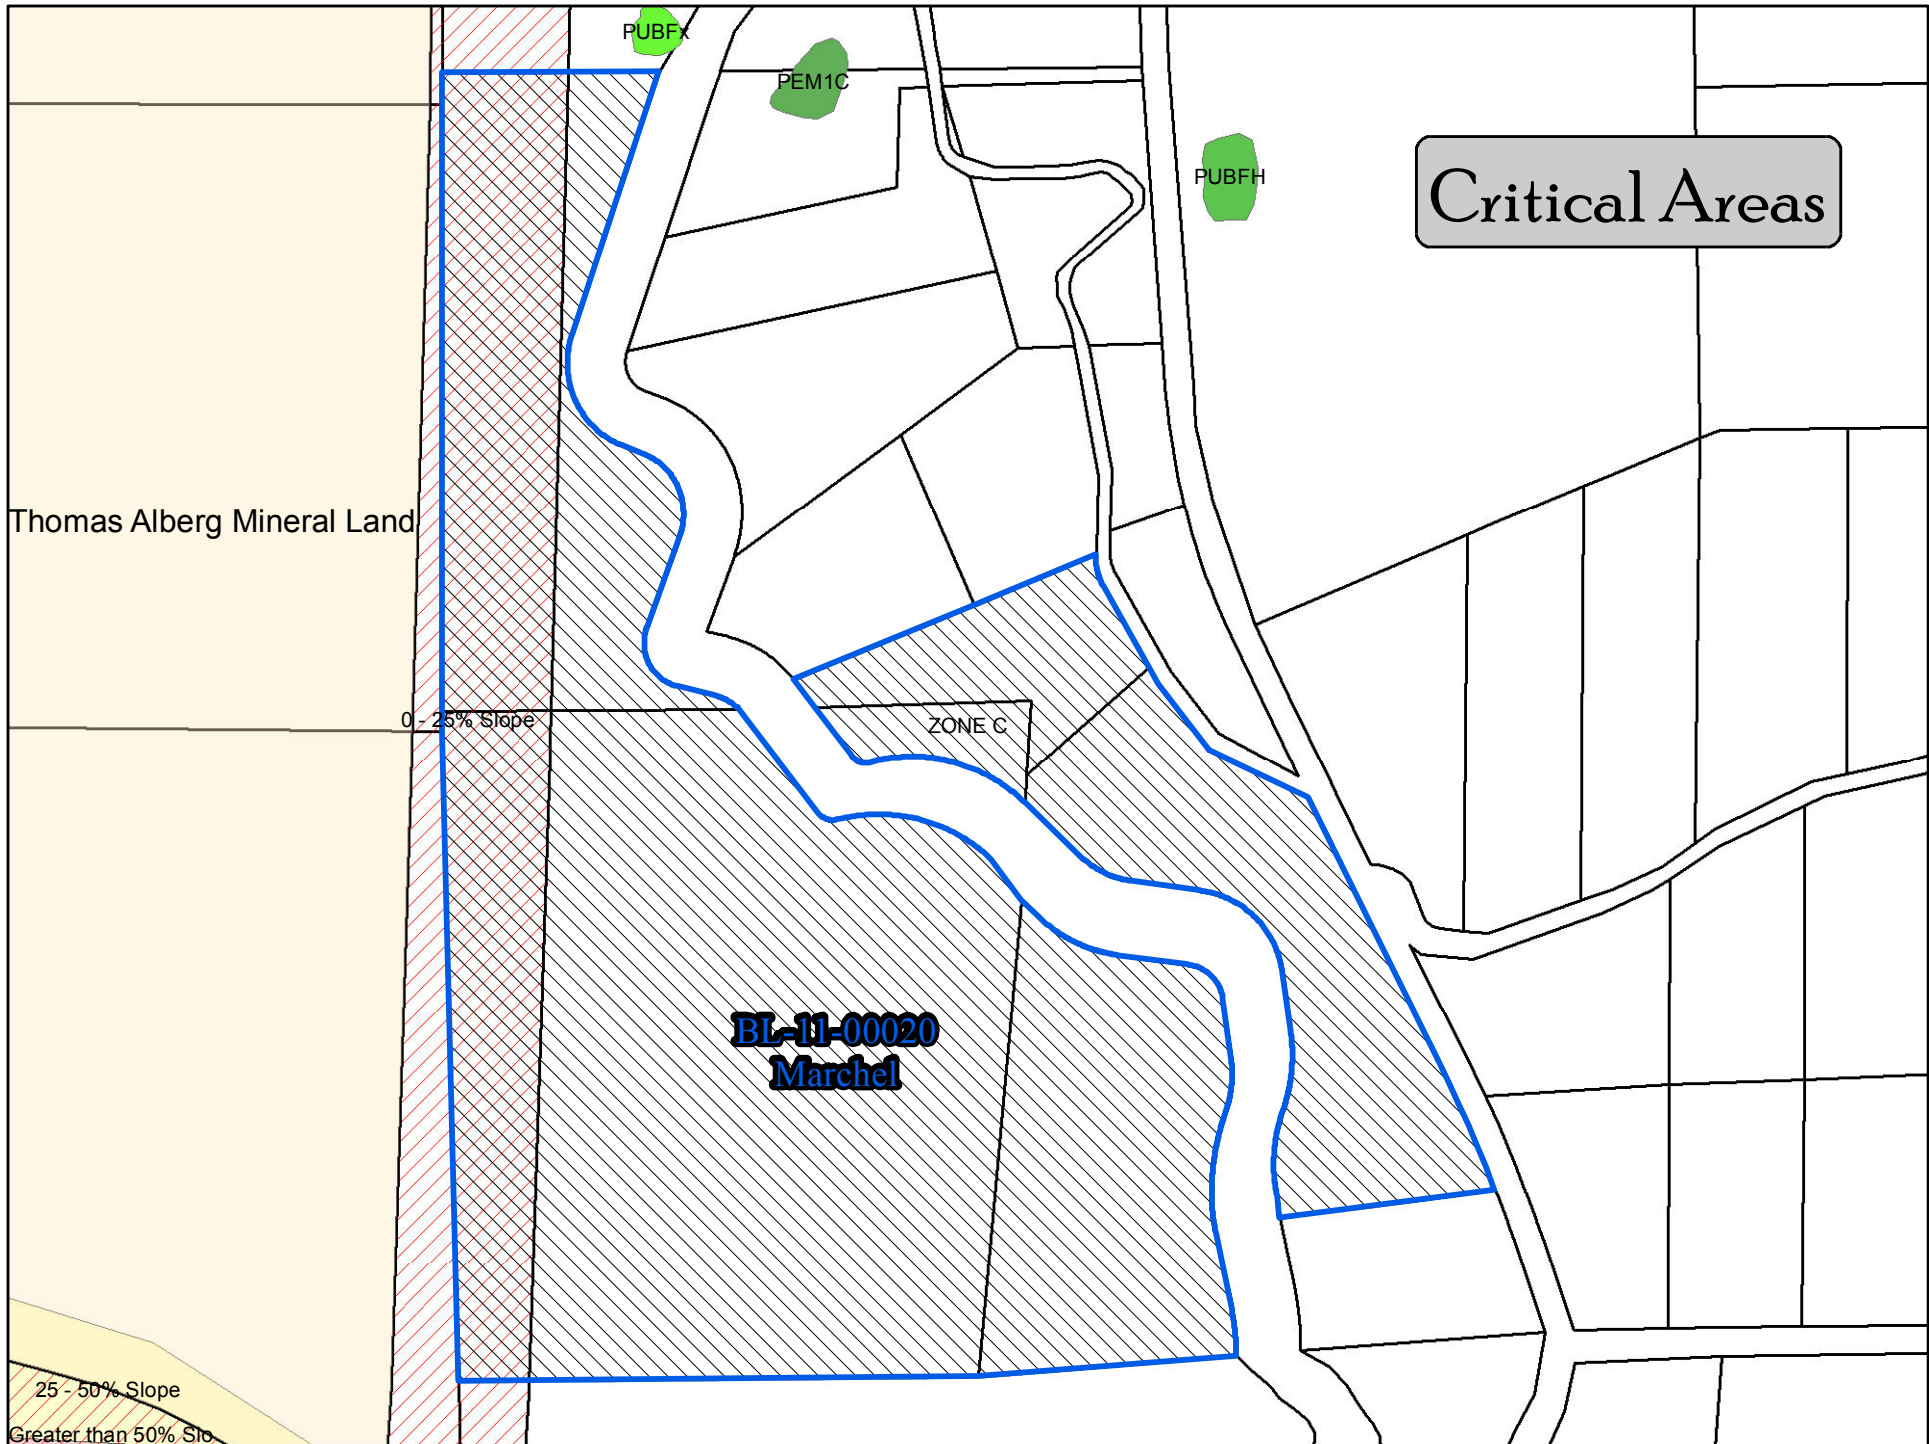 PUBFx
PEM1C
PUBFH
Critical Areas
Thomas Alberg Mineral Land
0 - 25% Slope
ZONE C
BL-11-00020
Marchel
25 - 50% Slope
Greater than 50% Slo